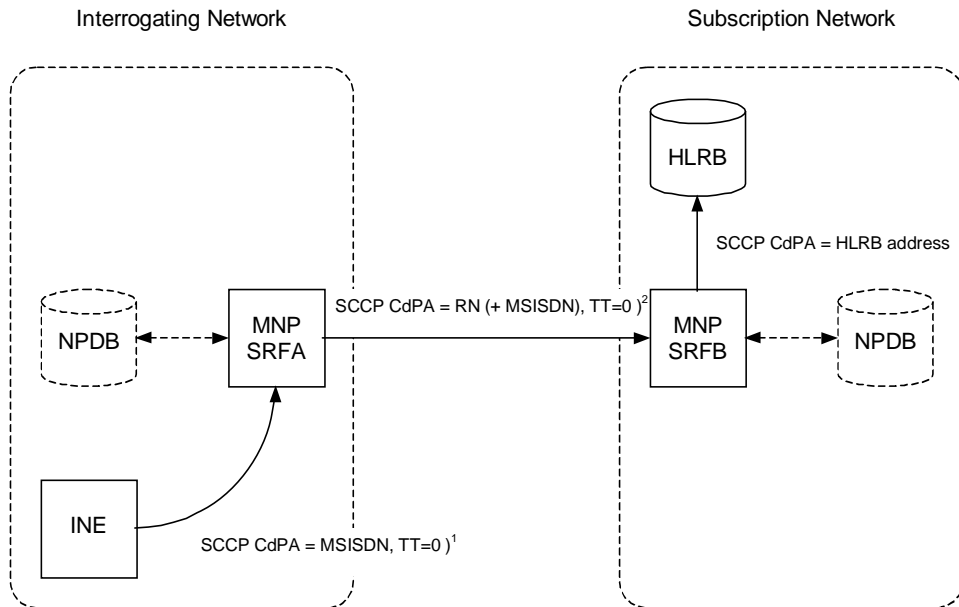 Interrogating Network
Subscription Network
HLRB
SCCP CdPA = HLRB address
SCCP CdPA = RN (+ MSISDN), TT=0 )²
NPDB
MNP
SRFA
MNP
SRFB
NPDB
INE
SCCP CdPA = MSISDN, TT=0 )¹